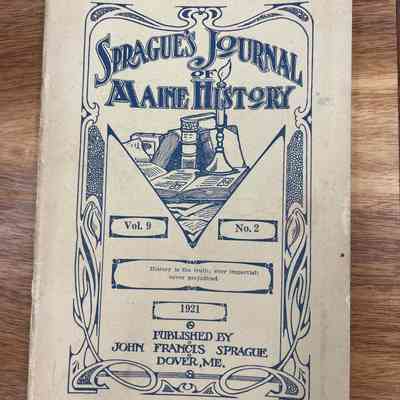 SPRAGUE'S JOURNAL
OF
MAINE HISTORY
Vol. 9
No. 2
History is the truth; ever impartial;
never prejudiced
1921
PUBLISHED BY
JOHN FRANCIS SPRAGUE
DOVER, ME.